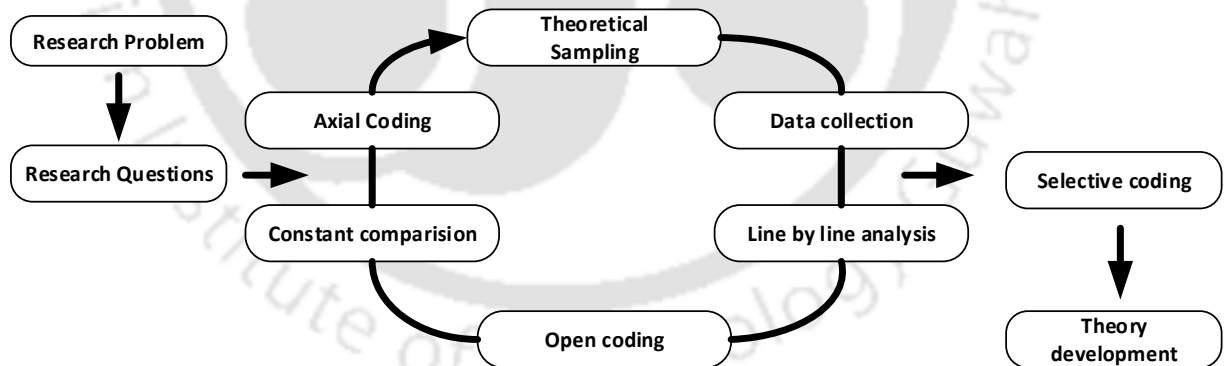 Research Problem
Research Questions
Theoretical
Sampling
Axial Coding
Data collection
Constant comparision
Line by line analysis
Open coding
Selective coding
Theory
development